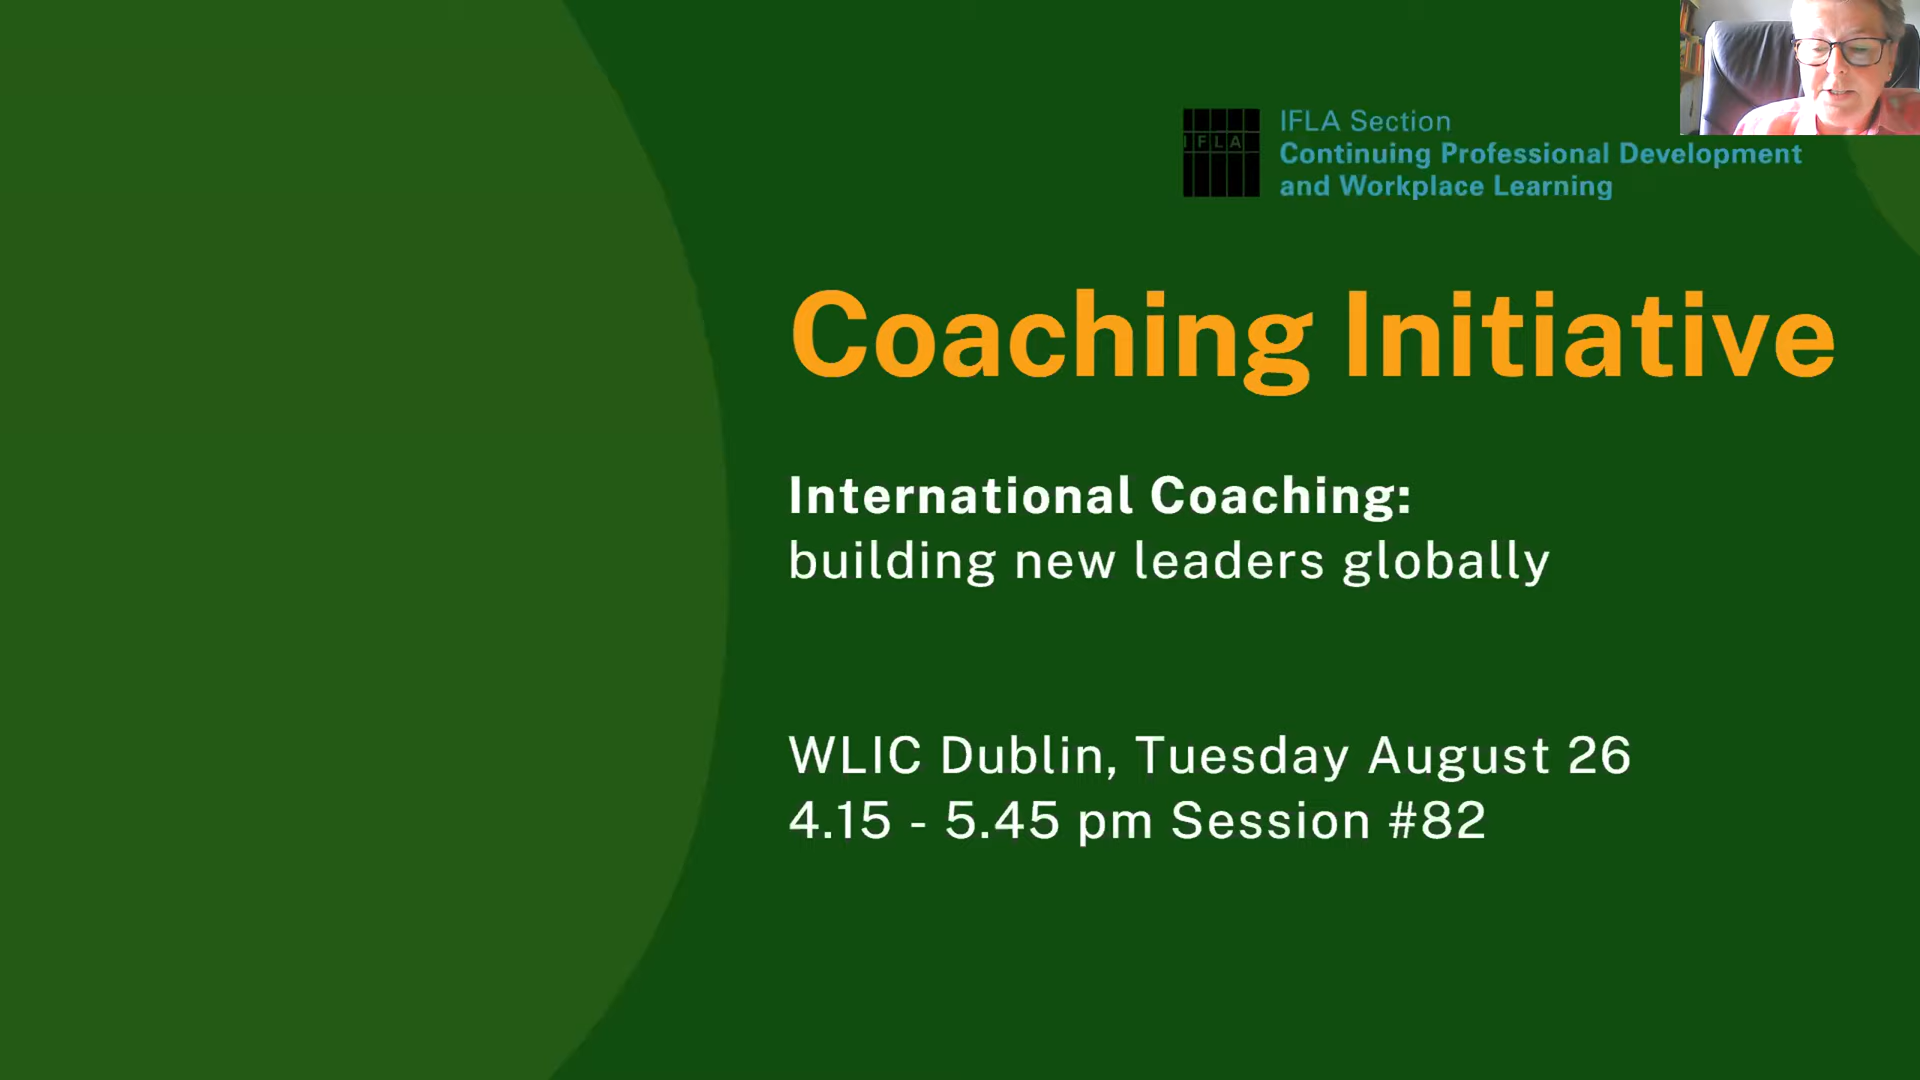 IFLA
IFLA Section
Continuing Professional Development
and Workplace Learning
Coaching Initiative
International Coaching:
building new leaders globally
WLIC Dublin, Tuesday August 26
4.15 - 5.45 pm Session #82